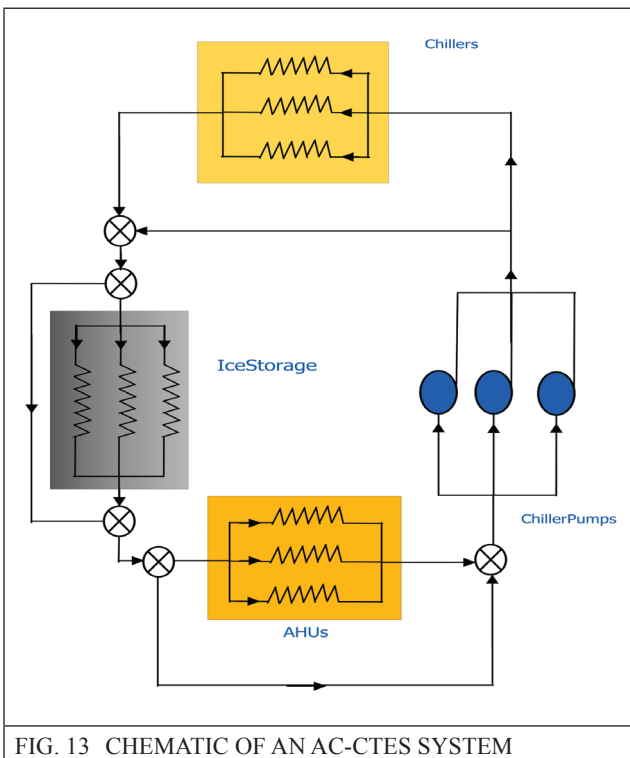 Chillers
IceStorage
ChillerPumps
AHUs
FIG. 13 CHEMATIC OF AN AC-CTES SYSTEM